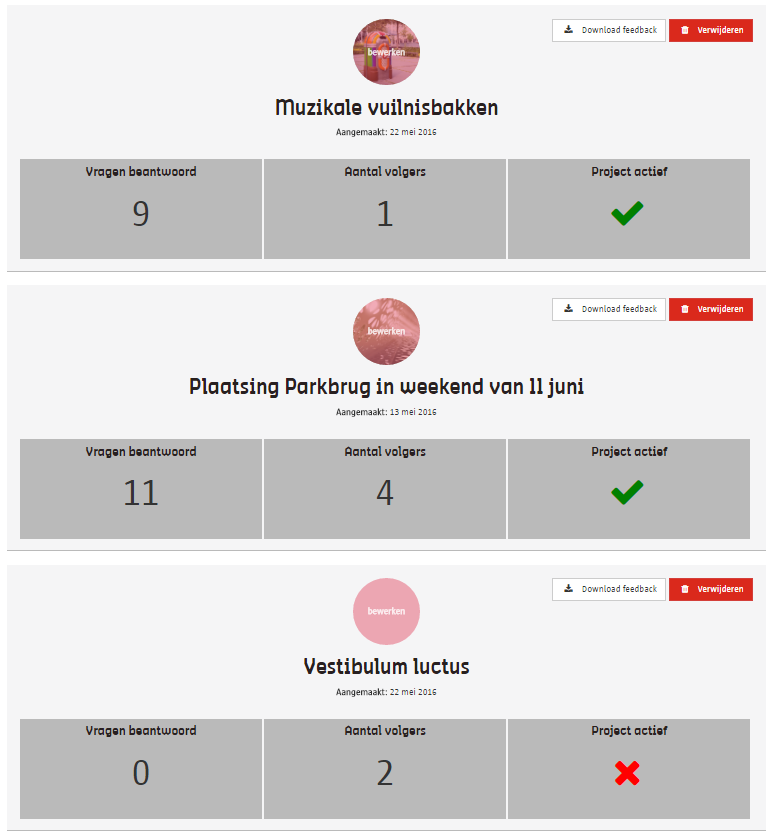 bewerken
Download feedback
Verwijderen
Muzikale vuilnisbakken
Aangemaakt: 22 mei 2016
Vragen beantwoord
Aantal volgers
Project actief
9
1
bewerken
Download feedback
Verwijderen
Plaatsing Parkbrug in weekend van 11 juni
Aangemaakt: 13 mei 2016
Vragen beantwoord
Aantal volgers
Project actief
11
4
bewerken
Download feedback
Verwijderen
Vestibulum luctus
Aangemaakt: 22 mei 2016
Vragen beantwoord
Aantal volgers
Project actief
0
2